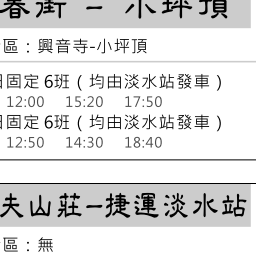 春街 - 小坪頂
區：興音寺-小坪頂
日固定 6班 ( 均由淡水站發車 )
12:00 15:20 17:50
日固定 6班 ( 均由淡水站發車 )
12:50 14:30 18:40
夫山莊-捷運淡水站
區：無